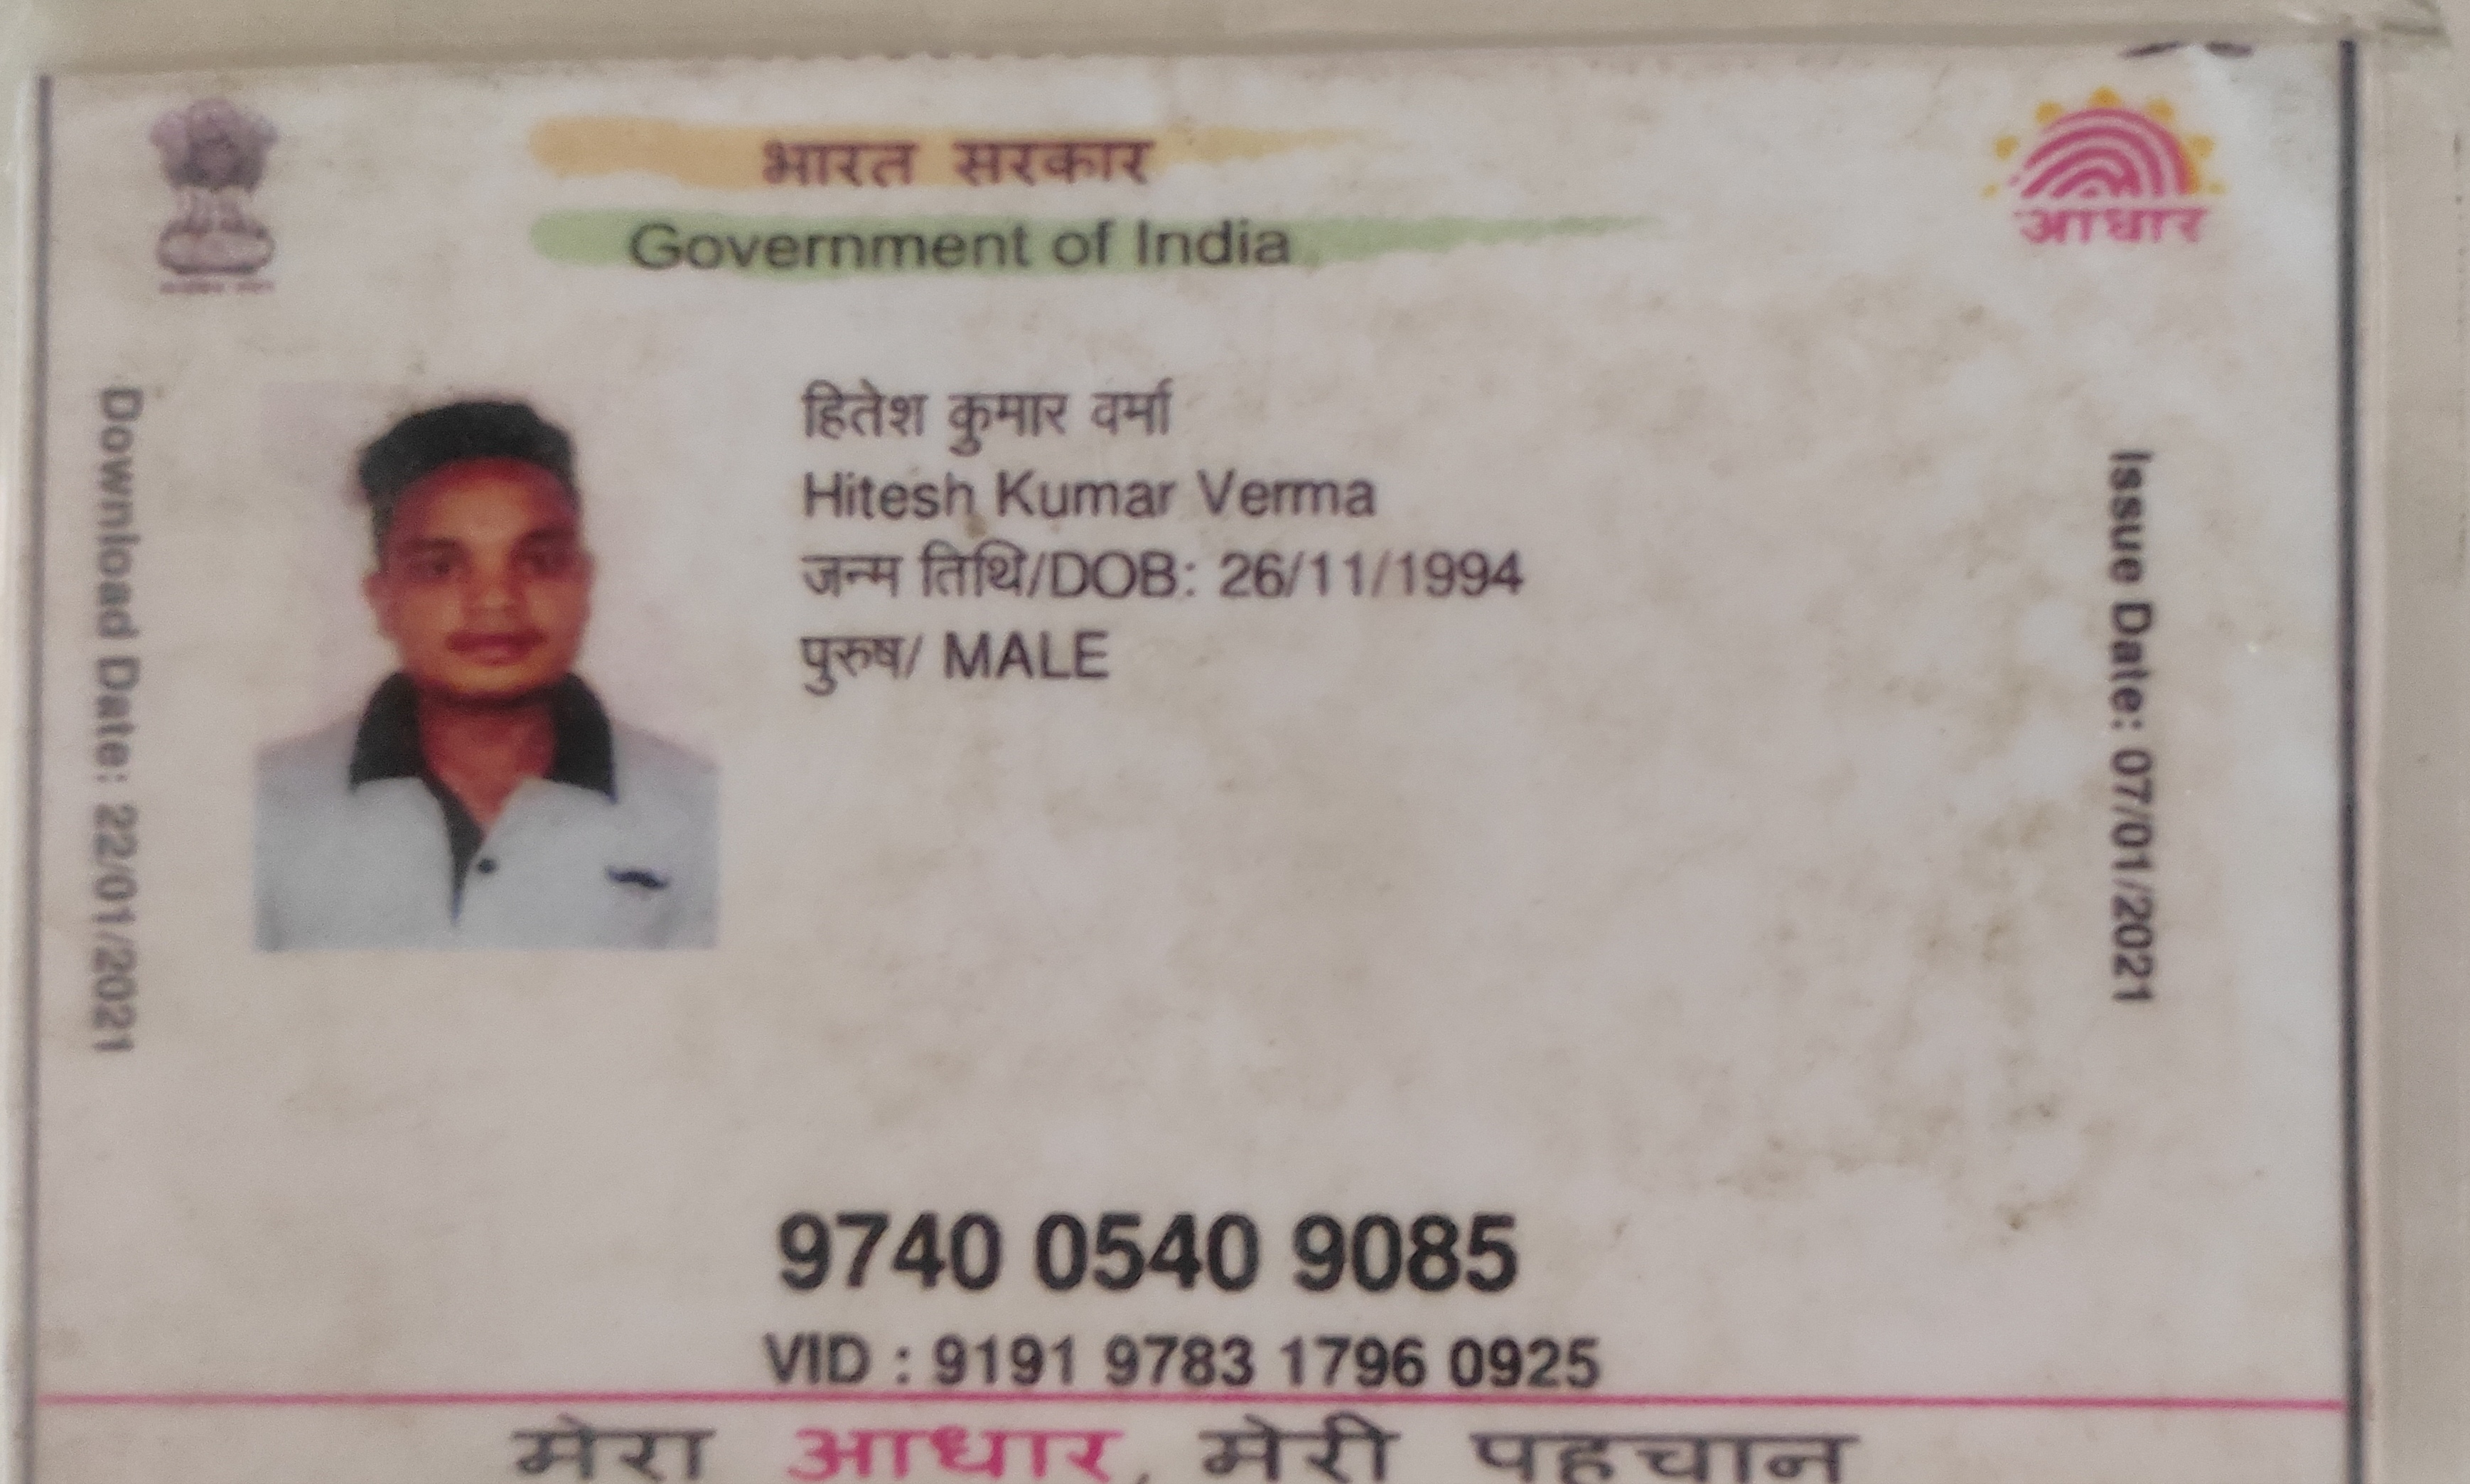 भारत सरकार
Government of India
आधार
Download Date: 22/01/2021
हितेश कुमार वर्मा
Hitesh Kumar Verma
जन्म तिथि/DOB: 26/11/1994
पुरुष/ MALE
Issue Date: 07/01/2021
9740 0540 9085
VID : 9191 9783 1796 0925
मेरा आधार, मेरी पहचान